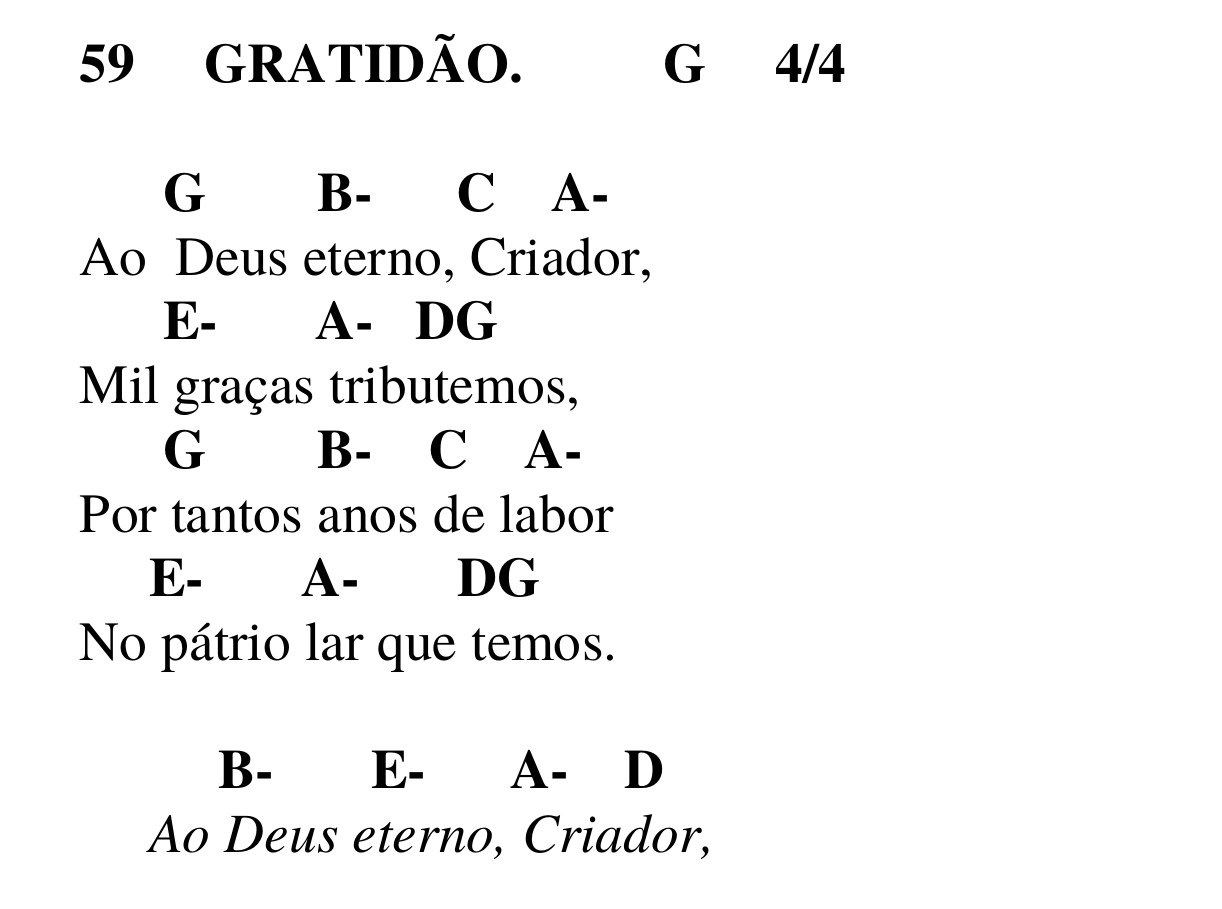 59 GRATIDÃO. G 4/4
G B- C A-
Ao Deus eterno, Criador,
E- A- DG
Mil graças tributemos,
G B- C A-
Por tantos anos de labor
E- A- DG
No pátrio lar que temos.
B- E- A- D
Ao Deus eterno, Criador,